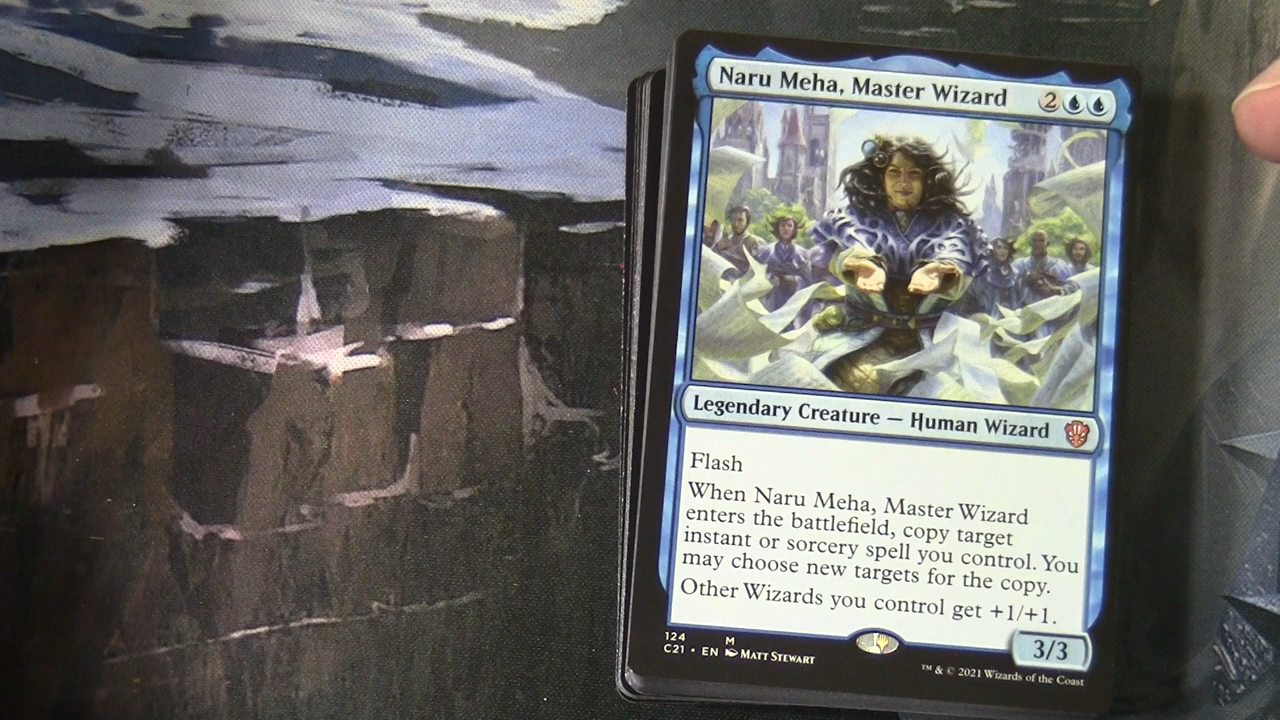 Naru Meha, Master Wizard 2
Legendary Creature — Human Wizard
Flash
When Naru Meha, Master Wizard
enters the battlefield, copy target
instant or sorcery spell you control. You
may choose new targets for the copy.
Other Wizards you control get +1/+1.
3/3
124 M
C21 • EN Matt Stewart
™ & © 2021 Wizards of the Coast